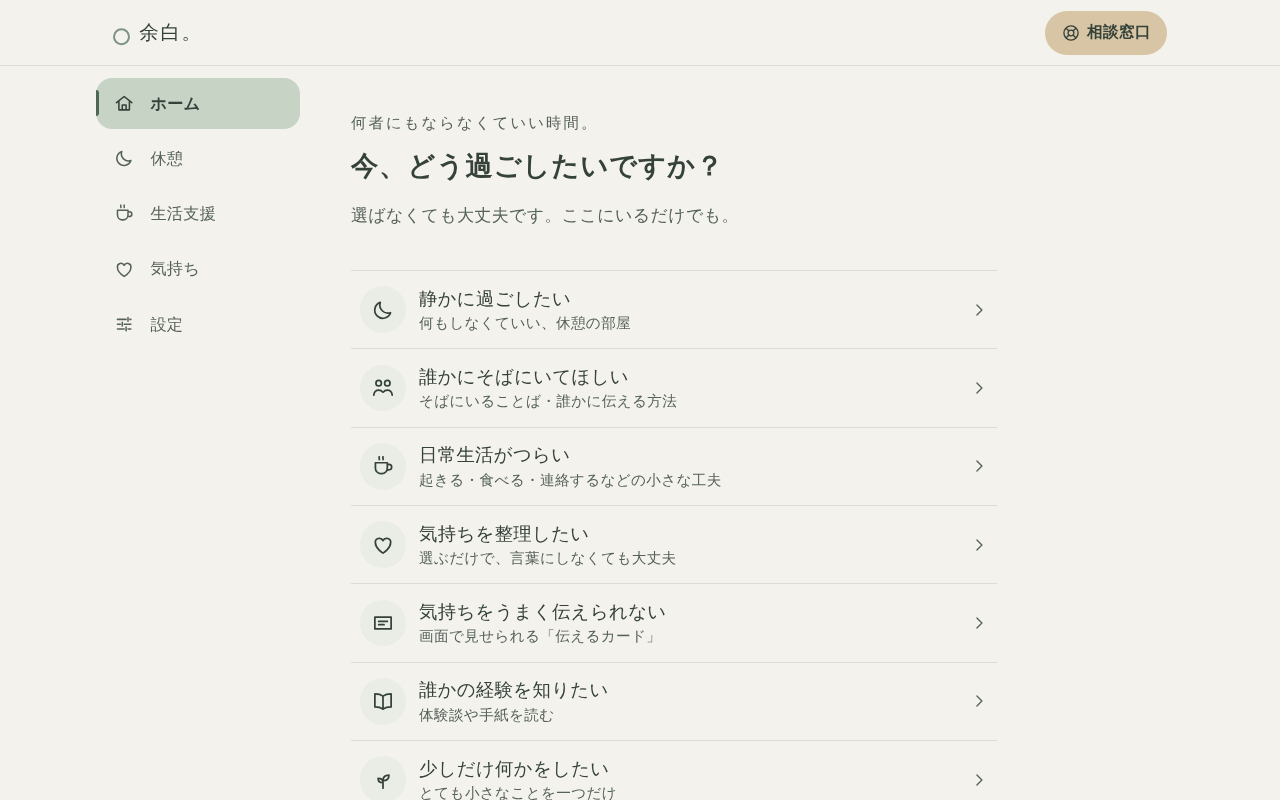 余白。
相談窓口
ホーム
休憩
生活支援
気持ち
設定
何者にもならなくていい時間。
今、どう過ごしたいですか？
選ばなくても大丈夫です。ここにいるだけでも。
静かに過ごしたい
何もしなくていい、休憩の部屋
誰かにそばにいてほしい
そばにいることば・誰かに伝える方法
日常生活がつらい
起きる・食べる・連絡するなどの小さな工夫
気持ちを整理したい
選ぶだけで、言葉にしなくても大丈夫
気持ちをうまく伝えられない
画面で見せられる「伝えるカード」
誰かの経験を知りたい
体験談や手紙を読む
少しだけ何かをしたい
とても小さなことを一つだけ